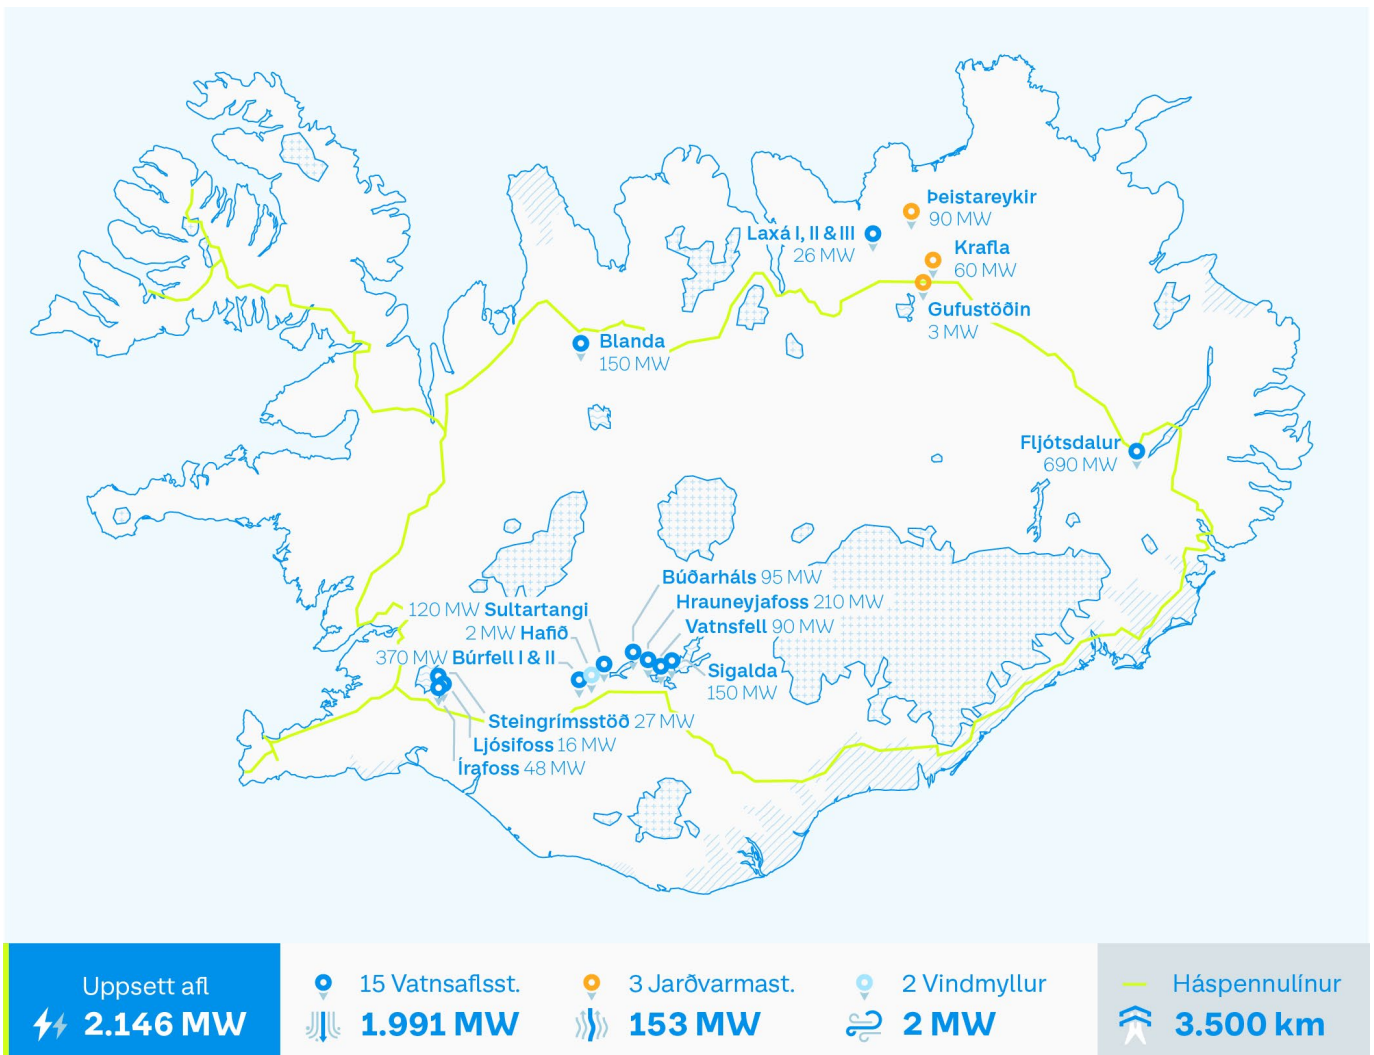 Þeistareykir
90 MW
Laxá I, II & III
26 MW
Krafla
60 MW
Gufustöðin
3 MW
Blanda
150 MW
Fljótsdalur
690 MW
Búðarháls 95 MW
Hrauneyjafoss 210 MW
Vatnsfell 90 MW
120 MW Sultartangi
2 MW Hafið
370 MW Búrfell I & II
Sigalda
150 MW
Steingrímsstöð 27 MW
Ljósifoss 16 MW
Írafoss 48 MW
Uppsett afl
2.146 MW
15 Vatnsaflsst.
1.991 MW
3 Jarðvarmast.
153 MW
2 Vindmyllur
2 MW
Háspennulínur
3.500 km